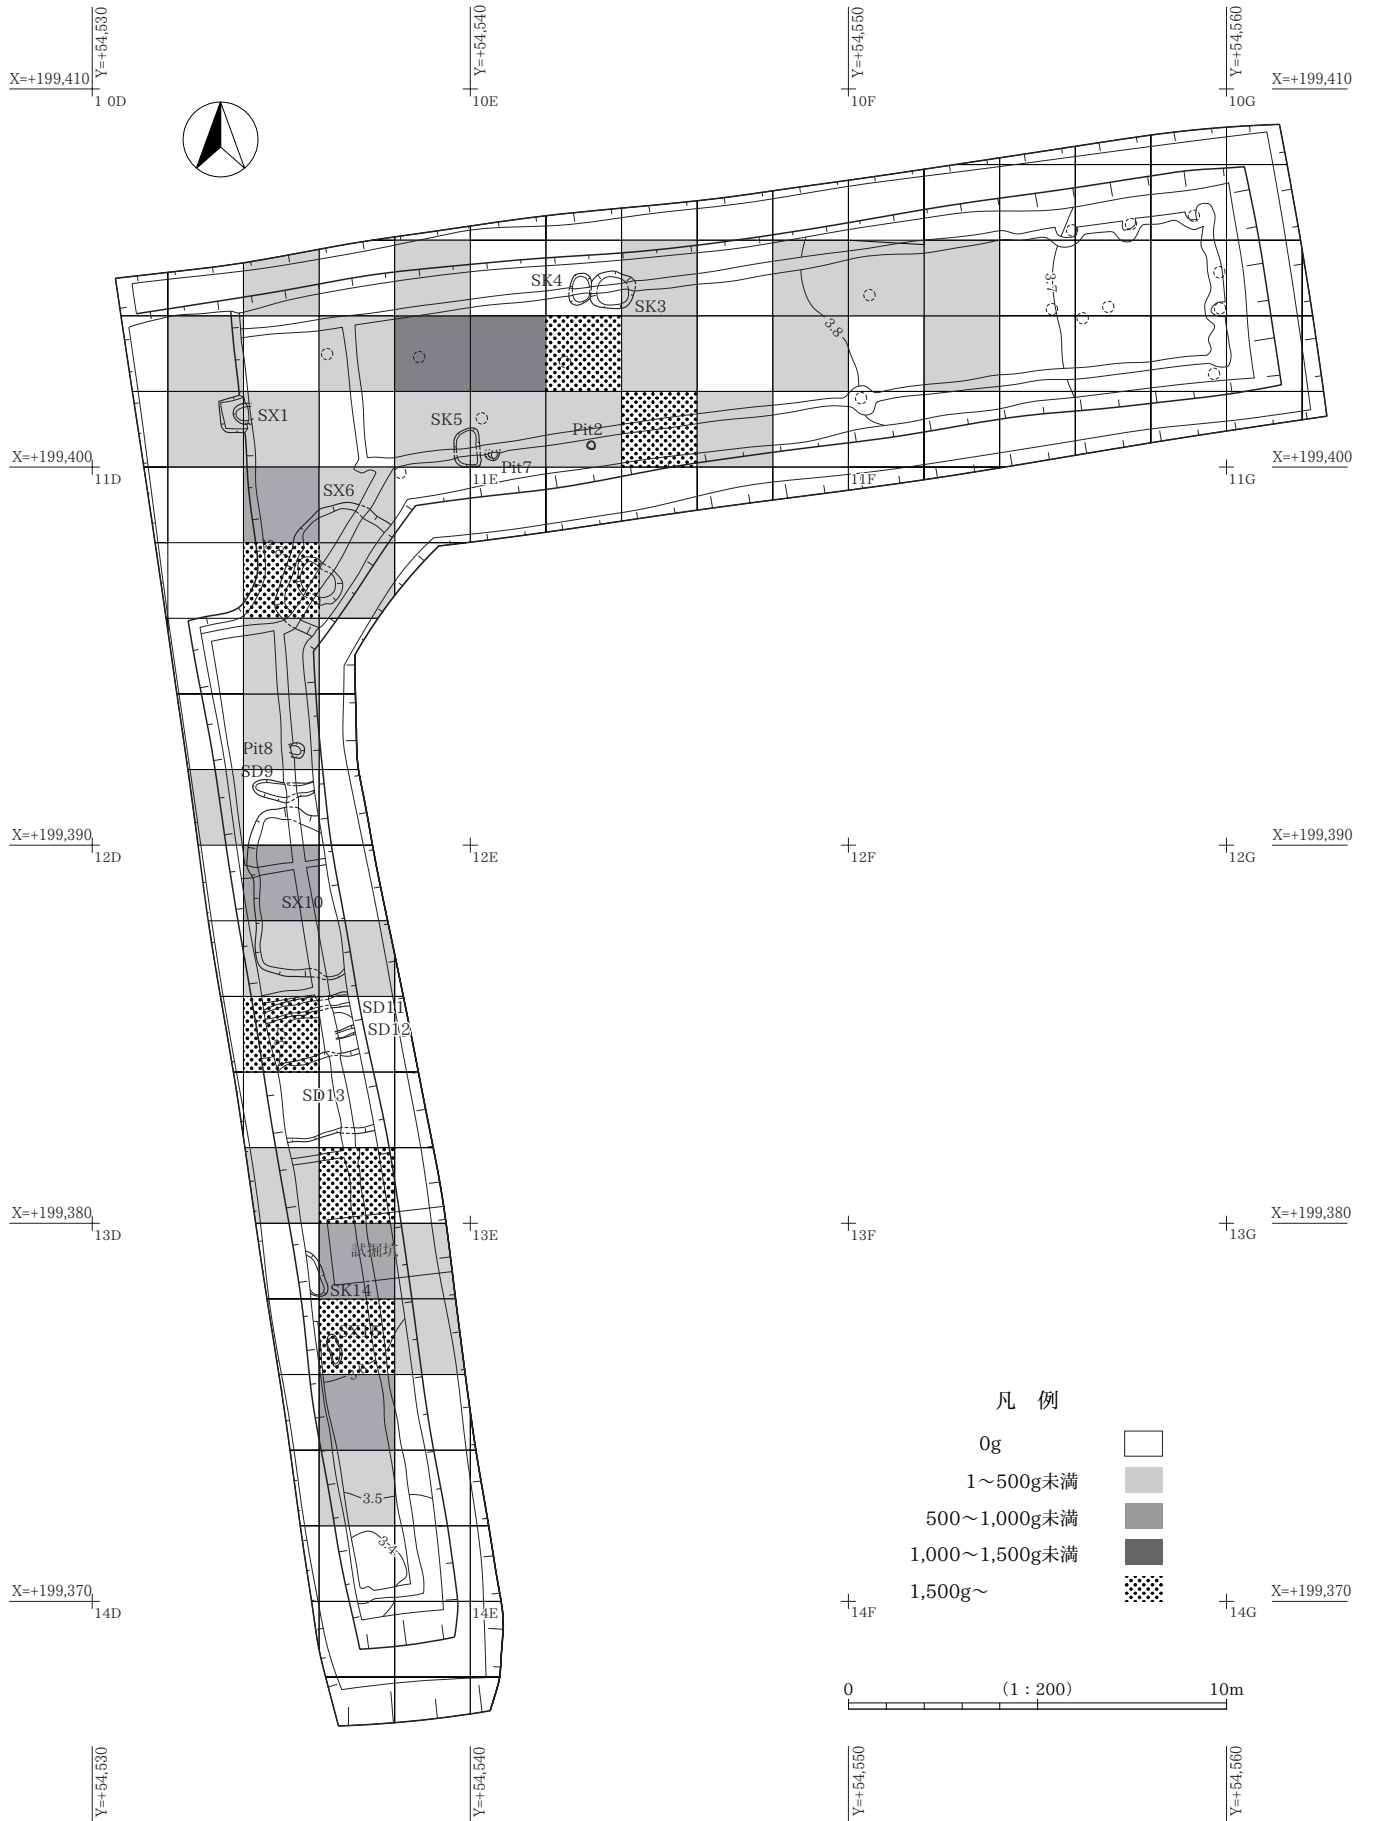 Y=+54,530
Y=+54,540
Y=+54,550
Y=+54,560
X=+199,410
X=+199,410
1 0D
10E
10F
10G
SK4
SK3
3.7
3.8
SX1
SK5
Pit2
Pit7
X=+199,400
X=+199,400
11D
11E
11F
11G
SX6
Pit8
SD9
X=+199,390
X=+199,390
12D
12E
12F
12G
SX10
SD11
SD12
SD13
X=+199,380
X=+199,380
13D
13E
13F
13G
試掘坑
SK14
凡 例
0g
1～500g未満
500～1,000g未満
1,000～1,500g未満
1,500g～
3.5
3.4
X=+199,370
X=+199,370
14D
14E
14F
14G
0
(1：200)
10m
Y=+54,530
Y=+54,540
Y=+54,550
Y=+54,560